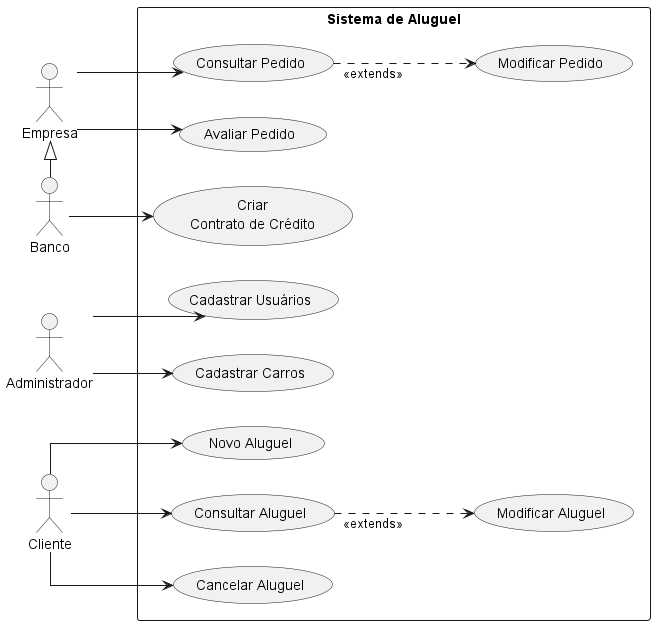 Sistema de Aluguel
Consultar Pedido
«extends»
Modificar Pedido
Empresa
Avaliar Pedido
Banco
Criar
Contrato de Crédito
Cadastrar Usuários
Administrador
Cadastrar Carros
Novo Aluguel
Cliente
Consultar Aluguel
«extends»
Modificar Aluguel
Cancelar Aluguel